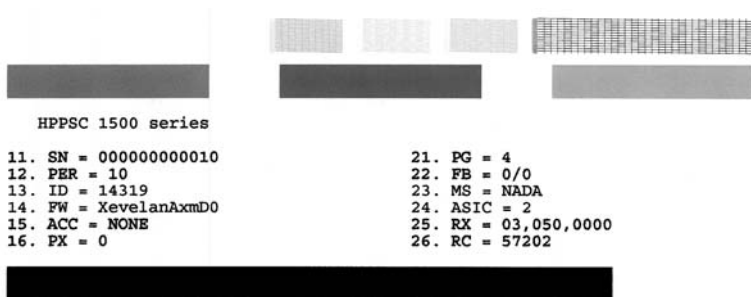 HPPSC 1500 series
11. SN = 000000000010
12. PER = 10
13. ID = 14319
14. FW = XevelanAxmD0
15. ACC = NONE
16. PX = 0
21. PG = 4
22. FB = 0/0
23. MS = NADA
24. ASIC = 2
25. RX = 03,050,0000
26. RC = 57202